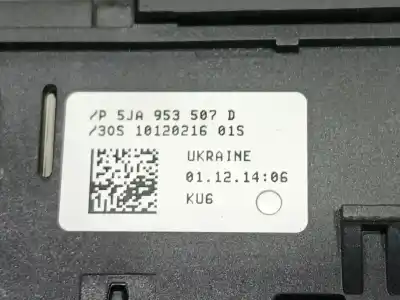 /P 5JA 953 507 D
/30S 10120216 01S
UKRAINE
01.12.14:06
KU6